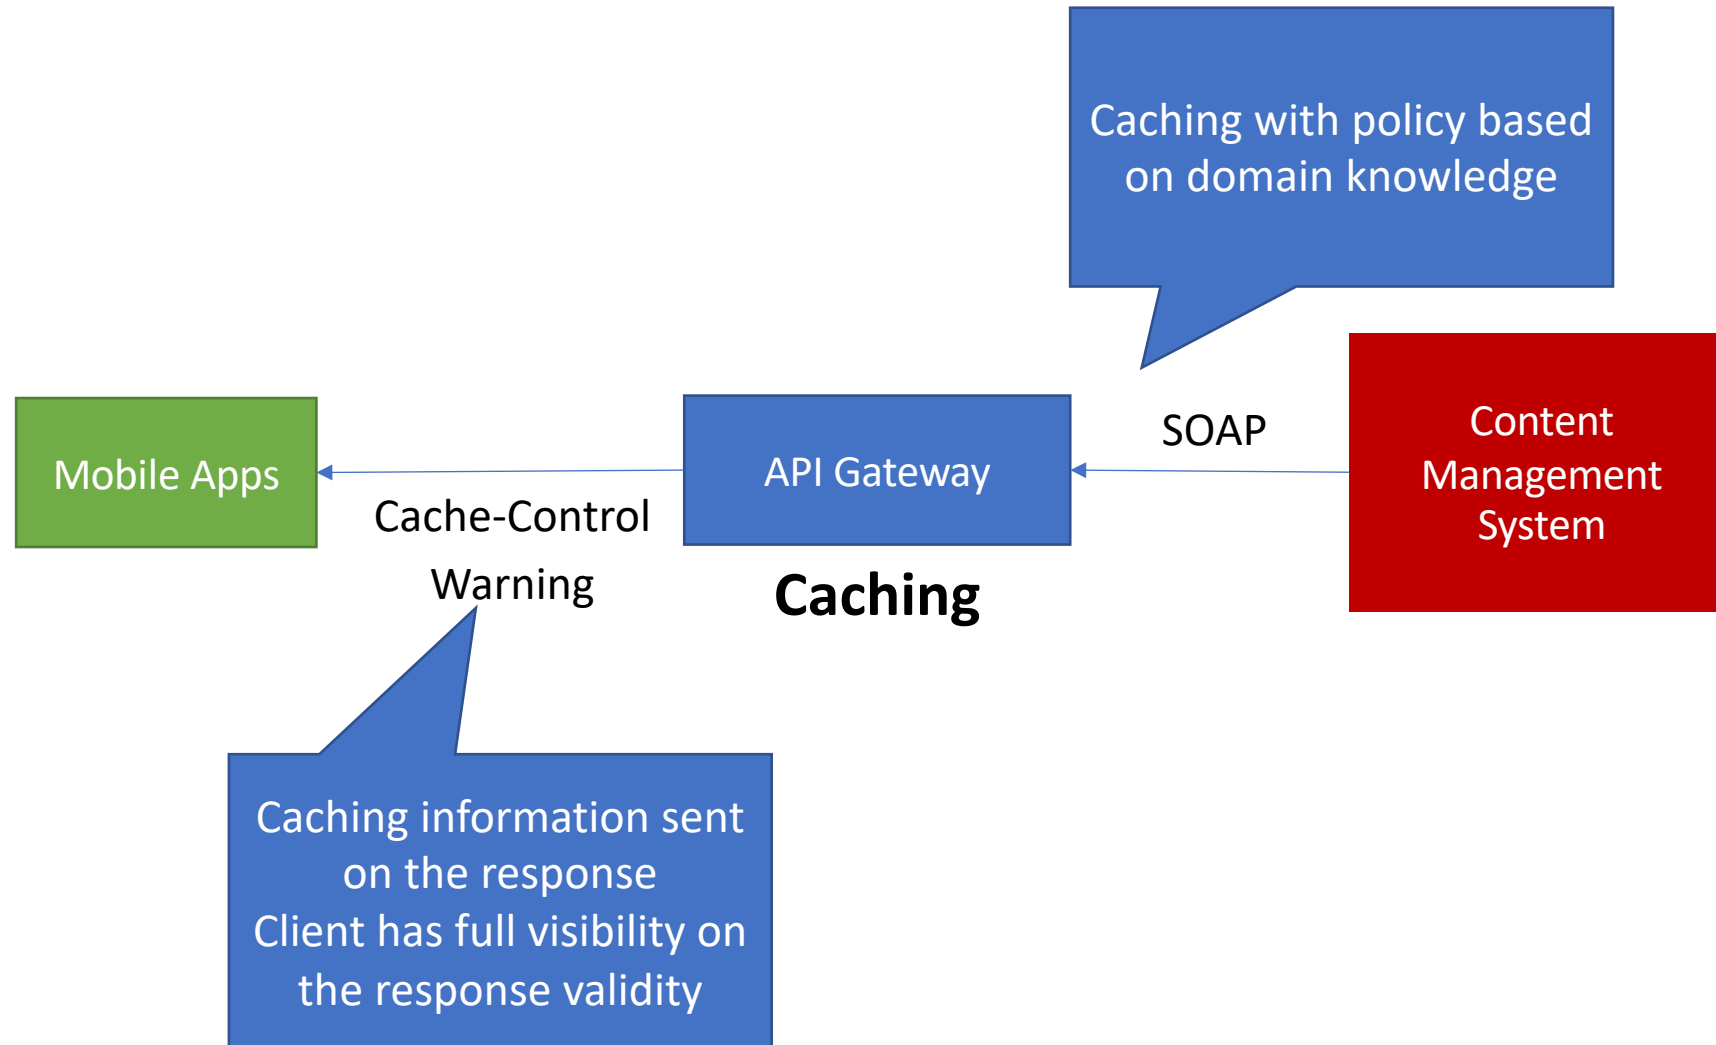 Caching with policy based
on domain knowledge
Mobile Apps
Cache-Control
Warning
API Gateway
Caching
SOAP
Content
Management
System
Caching information sent
on the response
Client has full visibility on
the response validity